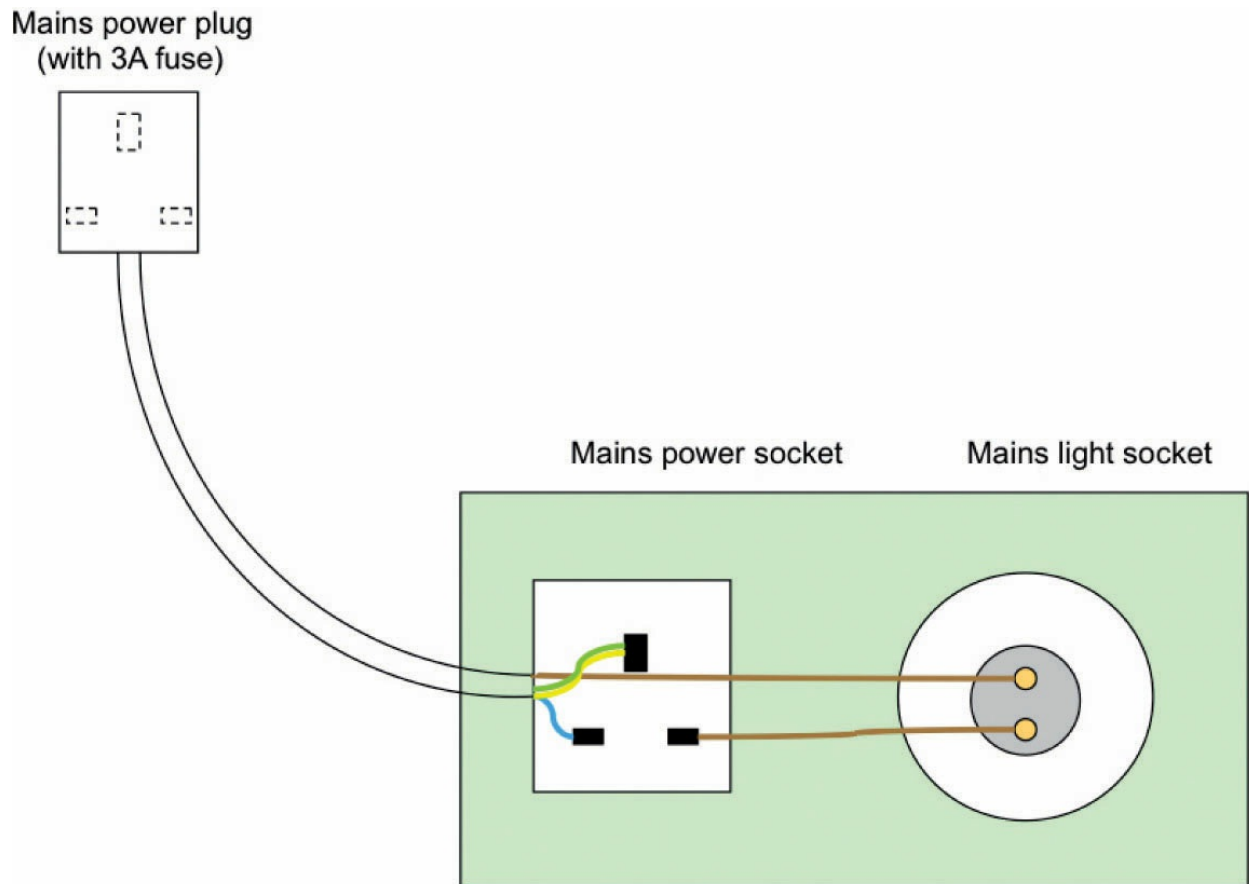 Mains power plug
(with 3A fuse)
Mains power socket
Mains light socket